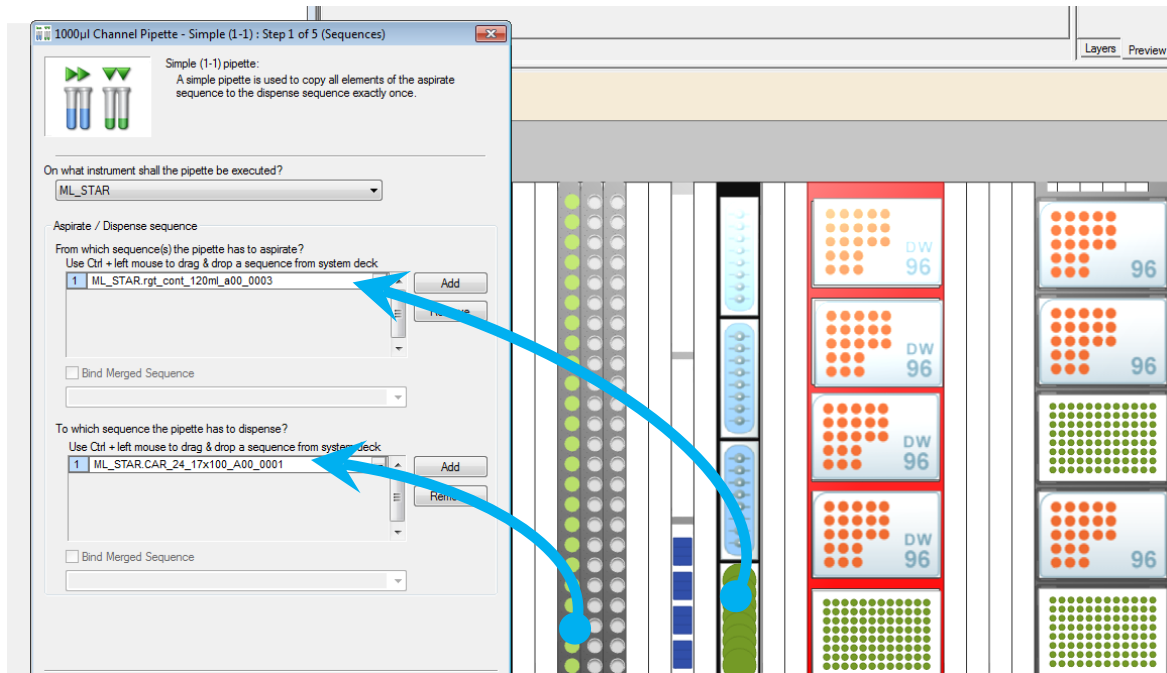 1000µl Channel Pipette - Simple (1-1) : Step 1 of 5 (Sequences)
Simple (1-1) pipette:
A simple pipette is used to copy all elements of the aspirate
sequence to the dispense sequence exactly once.
On what instrument shall the pipette be executed?
ML_STAR
Aspirate / Dispense sequence
From which sequence(s) the pipette has to aspirate?
Use Ctrl + left mouse to drag & drop a sequence from system deck
1 ML_STAR.rgt_cont_120ml_a00_0003
Add
Bind Merged Sequence
To which sequence the pipette has to dispense?
Use Ctrl + left mouse to drag & drop a sequence from system deck
1 ML_STAR.CAR_24_17x100_A00_0001
Add
Bind Merged Sequence
Layers Preview
DW
96
DW
96
DW
96
DW
96
96
96
96